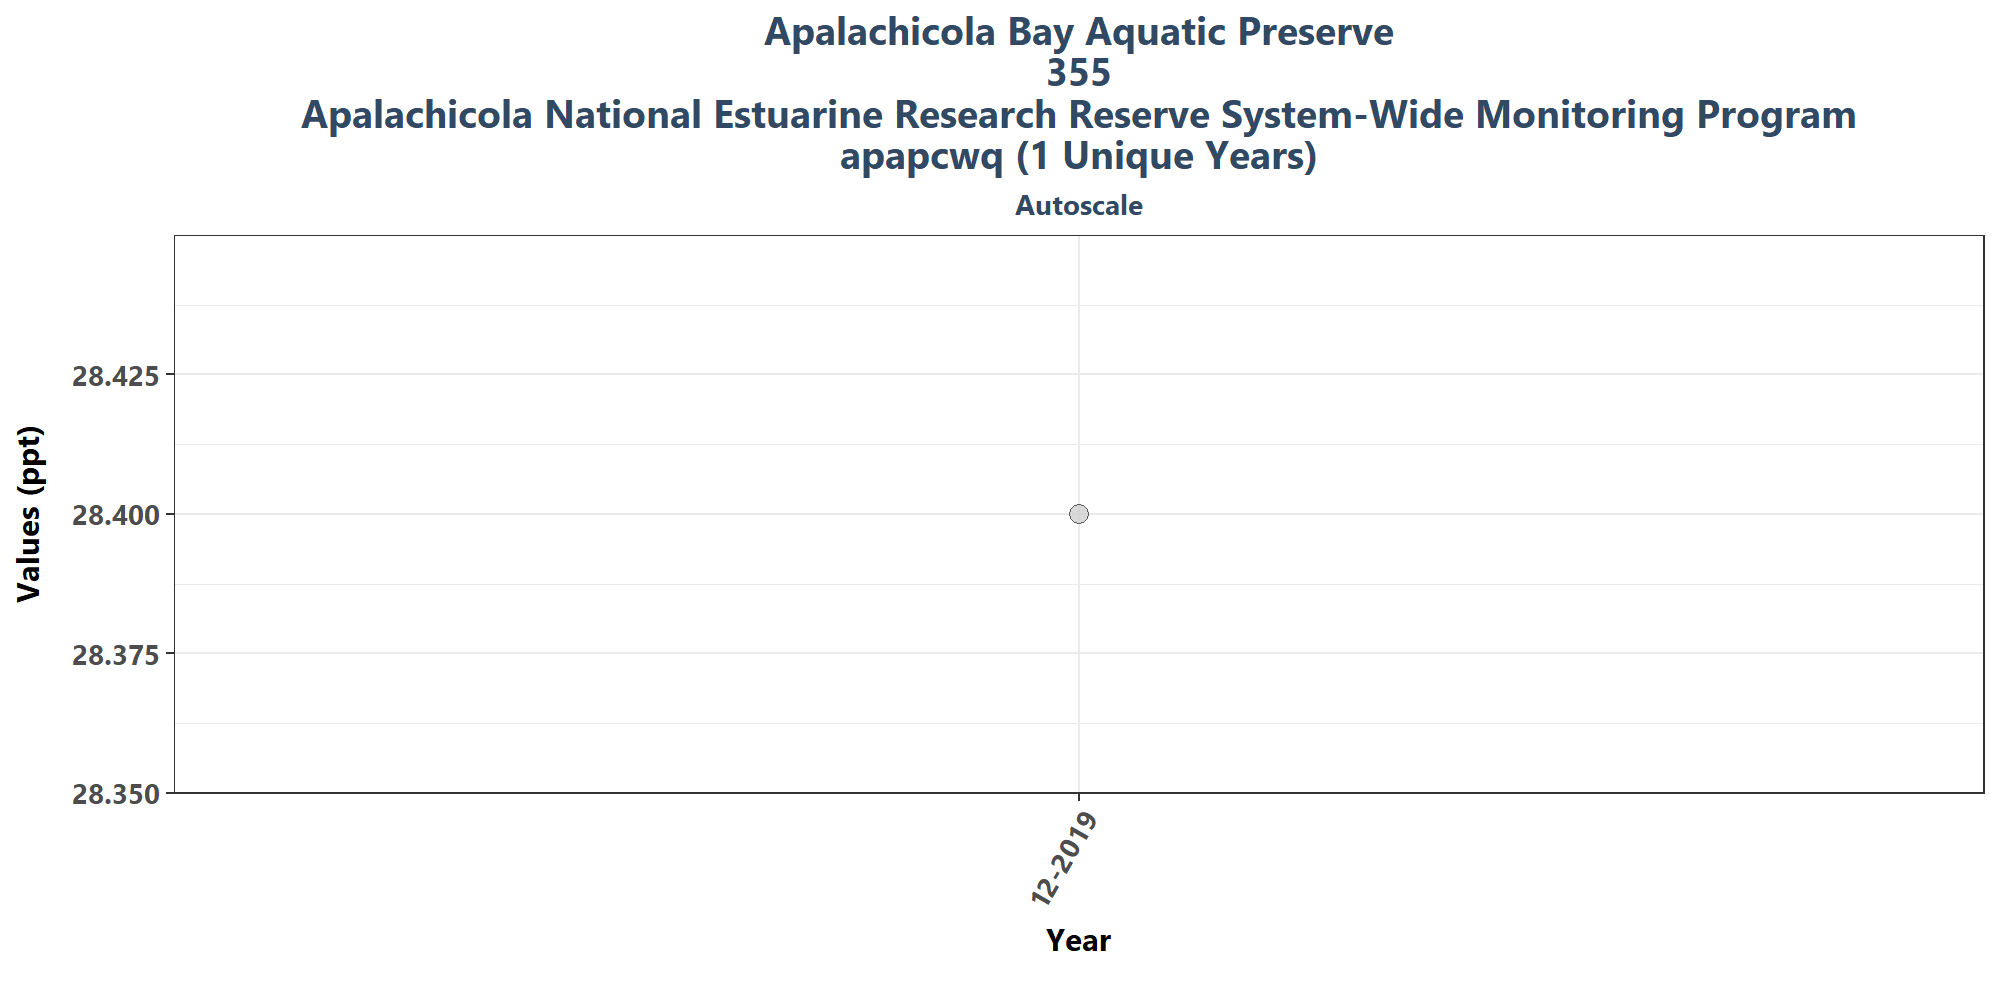 Apalachicola Bay Aquatic Preserve
355
Apalachicola National Estuarine Research Reserve System-Wide Monitoring Program
apapcwq (1 Unique Years)
Autoscale
Values (ppt)
28.425
28.400
28.375
28.350
12-2019
Year